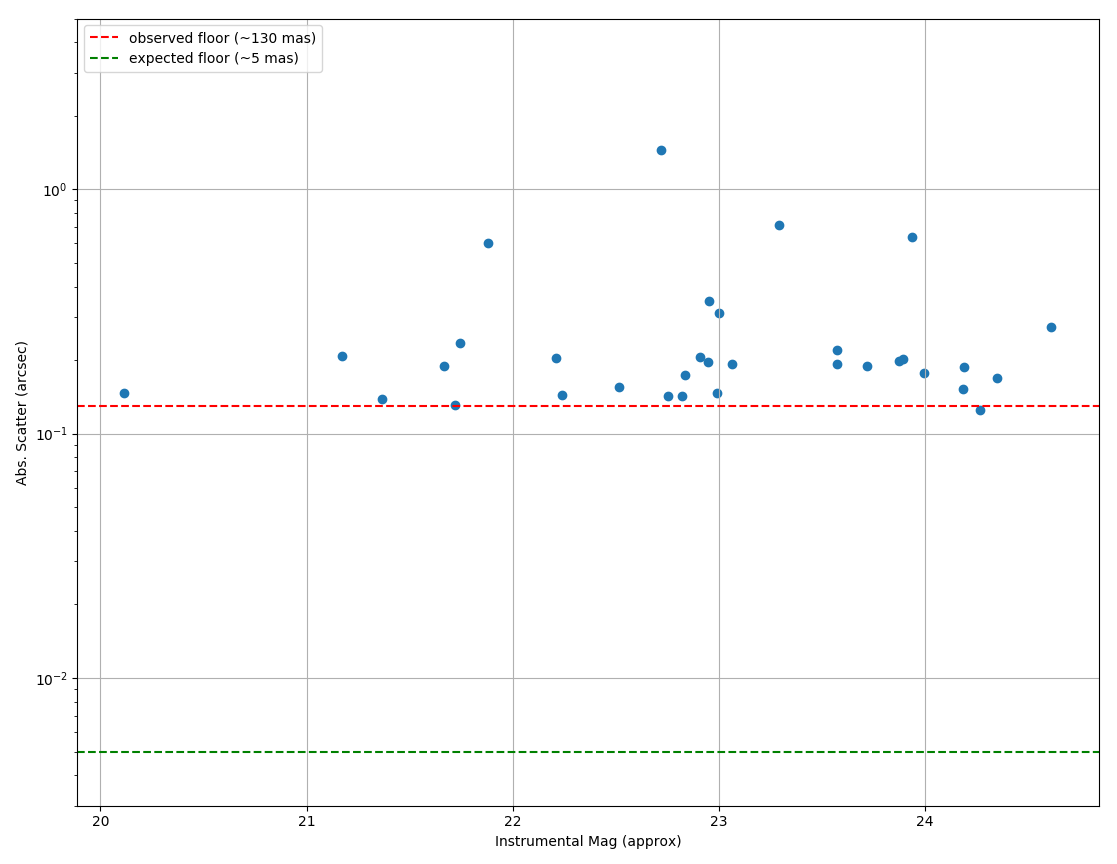 observed floor (~130 mas)
expected floor (~5 mas)
Abs. Scatter (arcsec)
10⁰
10⁻¹
10⁻²
20 21 22 23 24
Instrumental Mag (approx)